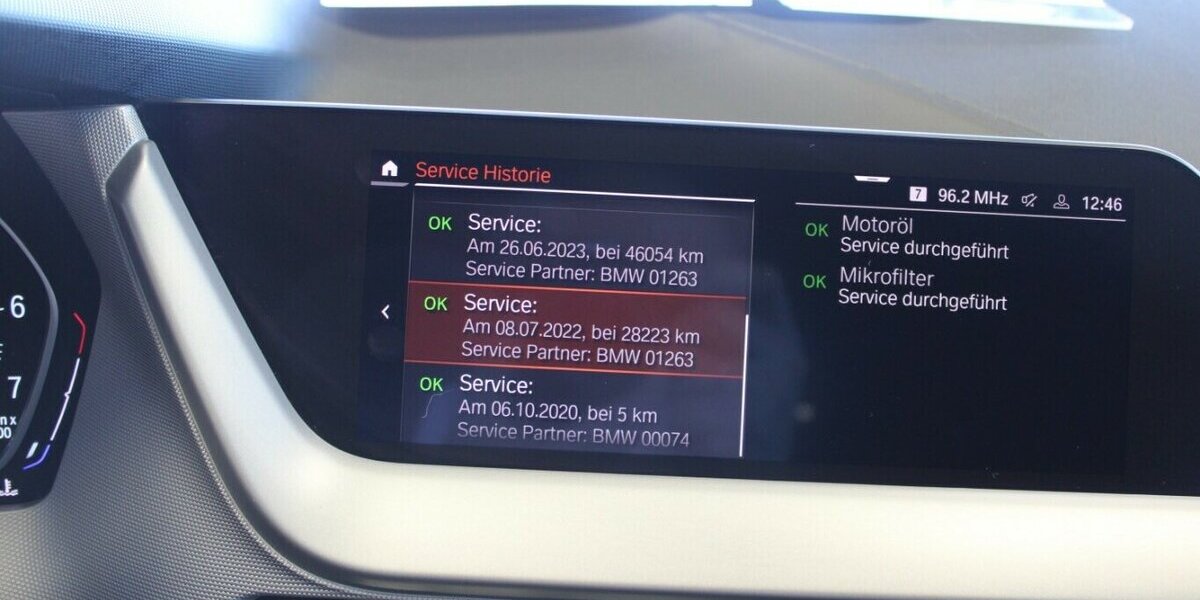 Service Historie
7 96.2 MHz 12:46
OK Service:
Am 26.06.2023, bei 46054 km
Service Partner: BMW 01263
OK Service:
Am 08.07.2022, bei 28223 km
Service Partner: BMW 01263
OK Service:
Am 06.10.2020, bei 5 km
Service Partner: BMW 00074
OK Motoröl
Service durchgeführt
OK Mikrofilter
Service durchgeführt
6
7